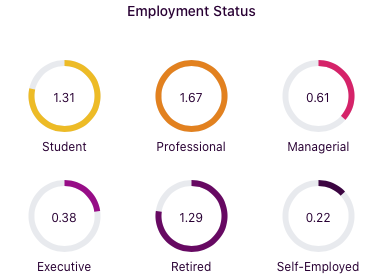 Employment Status
1.31
1.67
0.61
Student
Professional
Managerial
0.38
1.29
0.22
Executive
Retired
Self-Employed